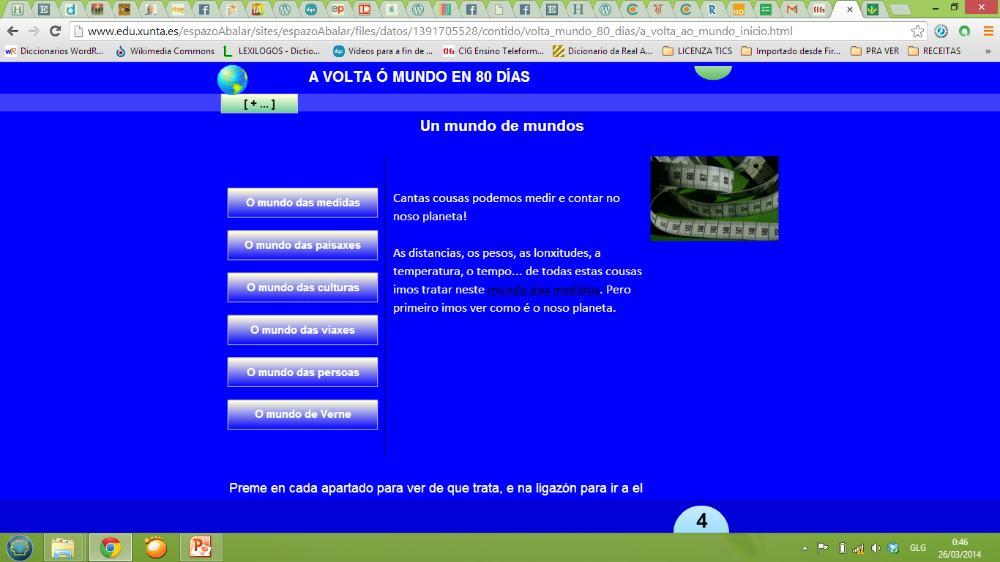 www.edu.xunta.es/espazoAbalar/sites/espazoAbalar/files/datos/1391705528/contido/volta_mundo_80_dias/a_volta_ao_mundo_inicio.html
Diccionarios WordR... Wikimedia Commons LEXILOGOS - Dictio... Vídeos para a fin de ... CIG Ensino Teleform... Dicionario da Real A... LICENZA TICS Importado desde Fir... PRA VER RECEITAS »
A VOLTA Ó MUNDO EN 80 DÍAS
[ + ... ]
Un mundo de mundos
O mundo das medidas
O mundo das paisaxes
O mundo das culturas
O mundo das viaxes
O mundo das persoas
O mundo de Verne
Cantas cousas podemos medir e contar no
noso planeta!
As distancias, os pesos, as lonxitudes, a
temperatura, o tempo... de todas estas cousas
imos tratar neste mundo das medidas. Pero
primeiro imos ver como é o noso planeta.
Preme en cada apartado para ver de que trata, e na ligazón para ir a el
4
GLG
0:46
26/03/2014